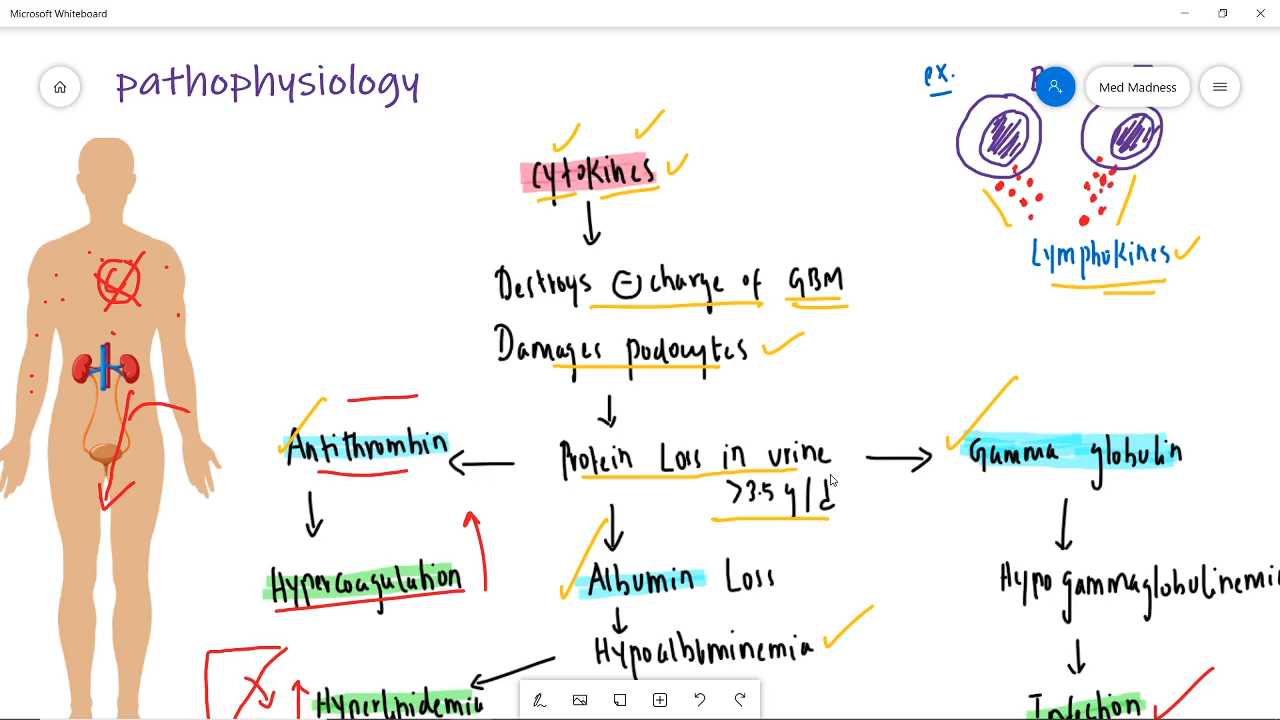 Microsoft Whiteboard
pathophysiology
ex.
Med Madness
Cytokines
Lymphokines
Destroys ⊖ charge of GBM
Damages podocytes
Antithrombin
Protein Loss in urine
Gamma globulin
>3.5 g/d
Hypercoagulation
Albumin Loss
Hypogammaglobulinemi
Hypoalbuminemia
Hyperlipidemia
Infection